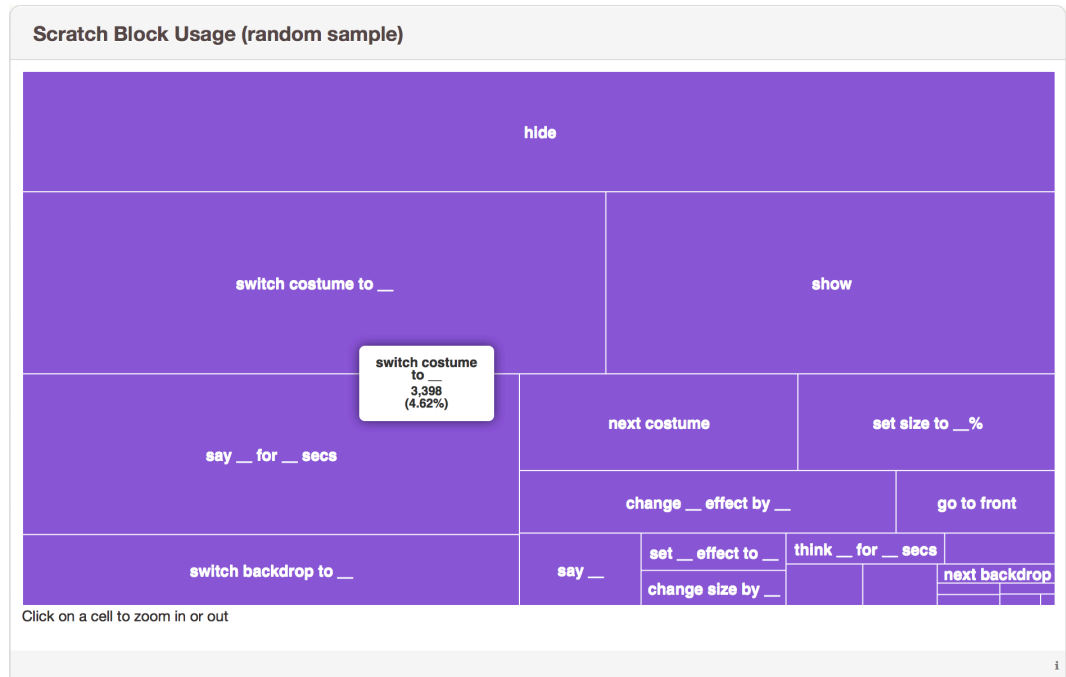 Scratch Block Usage (random sample)
hide
switch costume to __
show
switch costume
to __
3,398
(4.62%)
next costume
set size to __%
say __ for __ secs
change __ effect by __
go to front
switch backdrop to __
say __
set __ effect to __
think __ for __ secs
change size by __
next backdrop
Click on a cell to zoom in or out
i